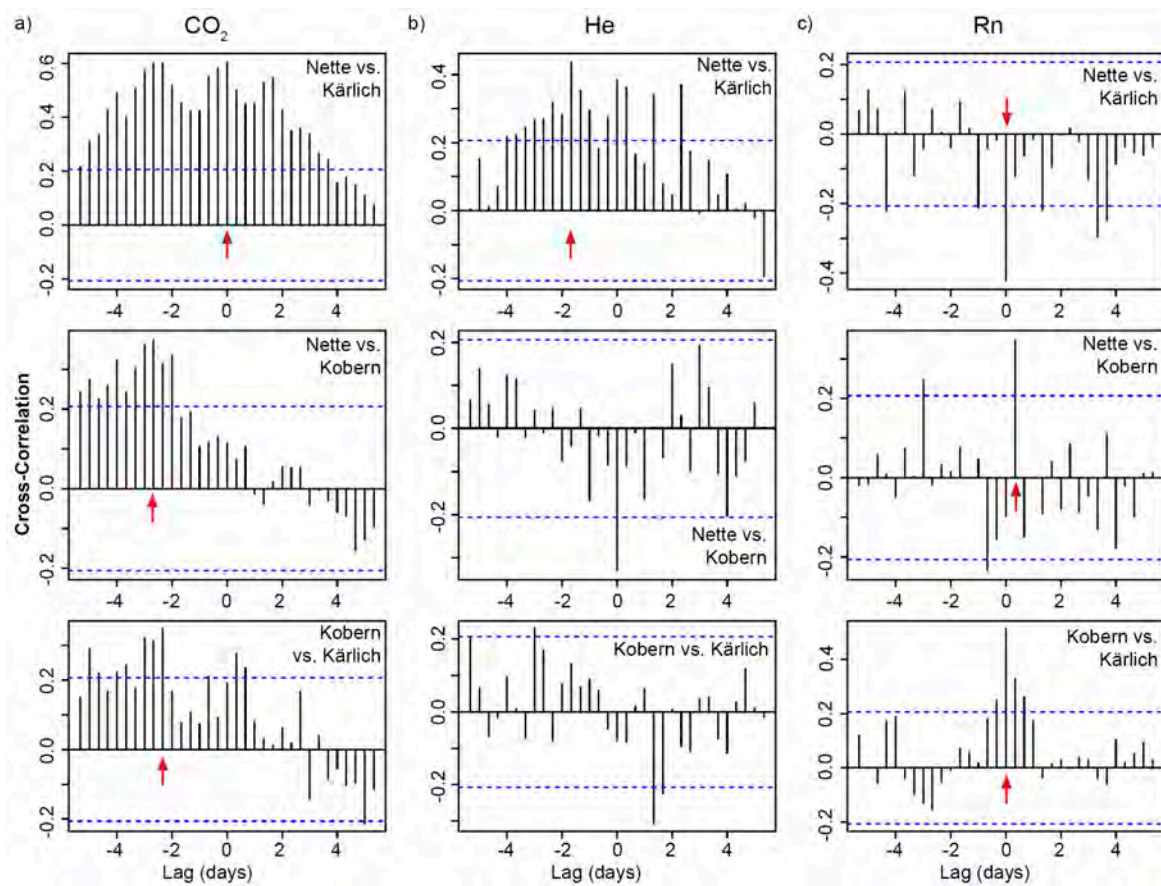 a) CO₂
b) He
c) Rn
Nette vs.
Kärlich
0.6
0.4
0.2
0.0
-0.2
-4 -2 0 2 4
Nette vs.
Kärlich
0.4
0.2
0.0
-0.2
-4 -2 0 2 4
Nette vs.
Kärlich
0.2
0.0
-0.2
-0.4
-4 -2 0 2 4
Cross-Correlation
Nette vs.
Kobern
0.2
0.0
-0.2
-4 -2 0 2 4
0.2
0.0
-0.2
Nette vs.
Kobern
-4 -2 0 2 4
Nette vs.
Kobern
0.2
0.0
-0.2
-4 -2 0 2 4
Kobern
vs. Kärlich
0.2
0.0
-0.2
-4 -2 0 2 4
Lag (days)
Kobern vs. Kärlich
0.2
0.0
-0.2
-4 -2 0 2 4
Lag (days)
Kobern vs.
Kärlich
0.4
0.2
0.0
-0.2
-4 -2 0 2 4
Lag (days)